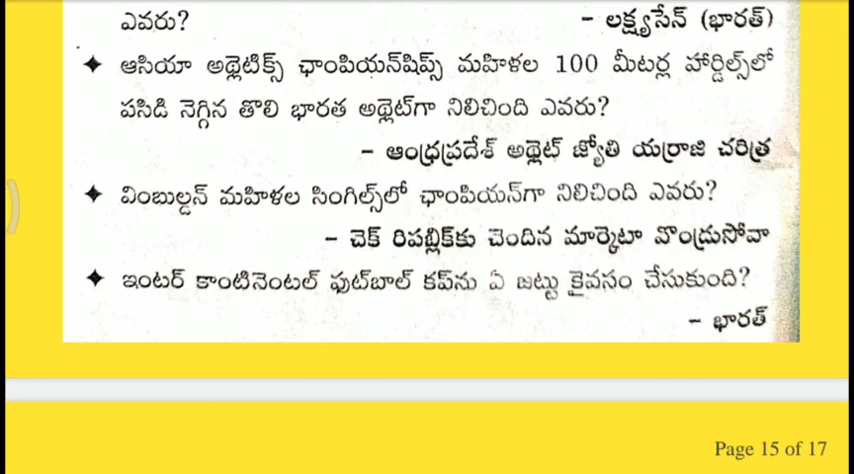 ఎవరు? – లక్ష్యసేన్ (భారత్)
✦ ఆసియా అథ్లెటిక్స్ ఛాంపియన్‌షిప్స్ మహిళల 100 మీటర్ల హార్డిల్స్‌లో
పసిడి నెగ్గిన తొలి భారత అథ్లెట్‌గా నిలిచింది ఎవరు?
– ఆంధ్రప్రదేశ్ అథ్లెట్ జ్యోతి యర్రాజి చరిత్ర
✦ వింబుల్డన్ మహిళల సింగిల్స్‌లో ఛాంపియన్‌గా నిలిచింది ఎవరు?
– చెక్ రిపబ్లిక్‌కు చెందిన మార్కెటా వొండ్రుసోవా
✦ ఇంటర్ కాంటినెంటల్ ఫుట్‌బాల్ కప్‌ను ఏ జట్టు కైవసం చేసుకుంది?
– భారత్
Page 15 of 17